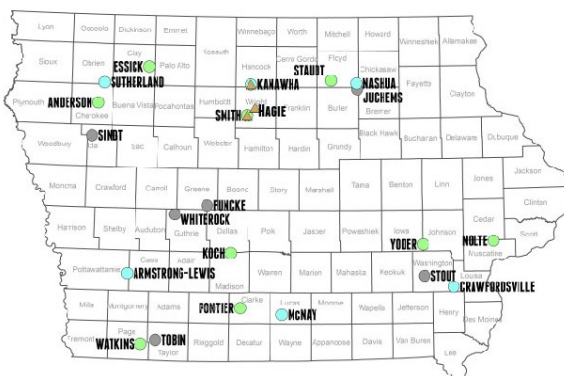 Lyon
Osceola
Dickinson
Emmet
Winnebago
Worth
Mitchell
Howard
Winneshiek
Allamakee
Kossuth
Sioux
O'Brien
Clay
Palo Alto
Hancock
Cerro Gordo
Floyd
Chickasaw
ESSICK
SUTHERLAND
KANAWHA
STAUDT
NASHUA
JUCHEMS
Fayette
Clayton
Plymouth
ANDERSON
Cherokee
Buena Vista
Pocahontas
Humboldt
Wright
SMITH
HAGIE
Franklin
Butler
Bremer
Woodbury
SINDT
Ida
Sac
Calhoun
Webster
Hamilton
Hardin
Grundy
Black Hawk
Buchanan
Delaware
Dubuque
Monona
Crawford
Carroll
Greene
Boone
Story
Marshall
Tama
Benton
Linn
Jones
Jackson
FUNCKE
WHITEROCK
Clinton
Cedar
Scott
Harrison
Shelby
Audubon
Guthrie
Dallas
Polk
Jasper
Poweshiek
Iowa
Johnson
YODER
NOLTE
Muscatine
KOCH
Pottawattamie
ARMSTRONG-LEWIS
Cass
Adair
Madison
Warren
Marion
Mahaska
Keokuk
Washington
STOUT
Louisa
CRAWFORDSVILLE
Mills
Montgomery
Adams
PONTIER
Clarke
Lucas
MCNAY
Monroe
Wapello
Jefferson
Henry
Des Moines
Fremont
Page
WATKINS
TOBIN
Taylor
Ringgold
Decatur
Wayne
Appanoose
Davis
Van Buren
Lee